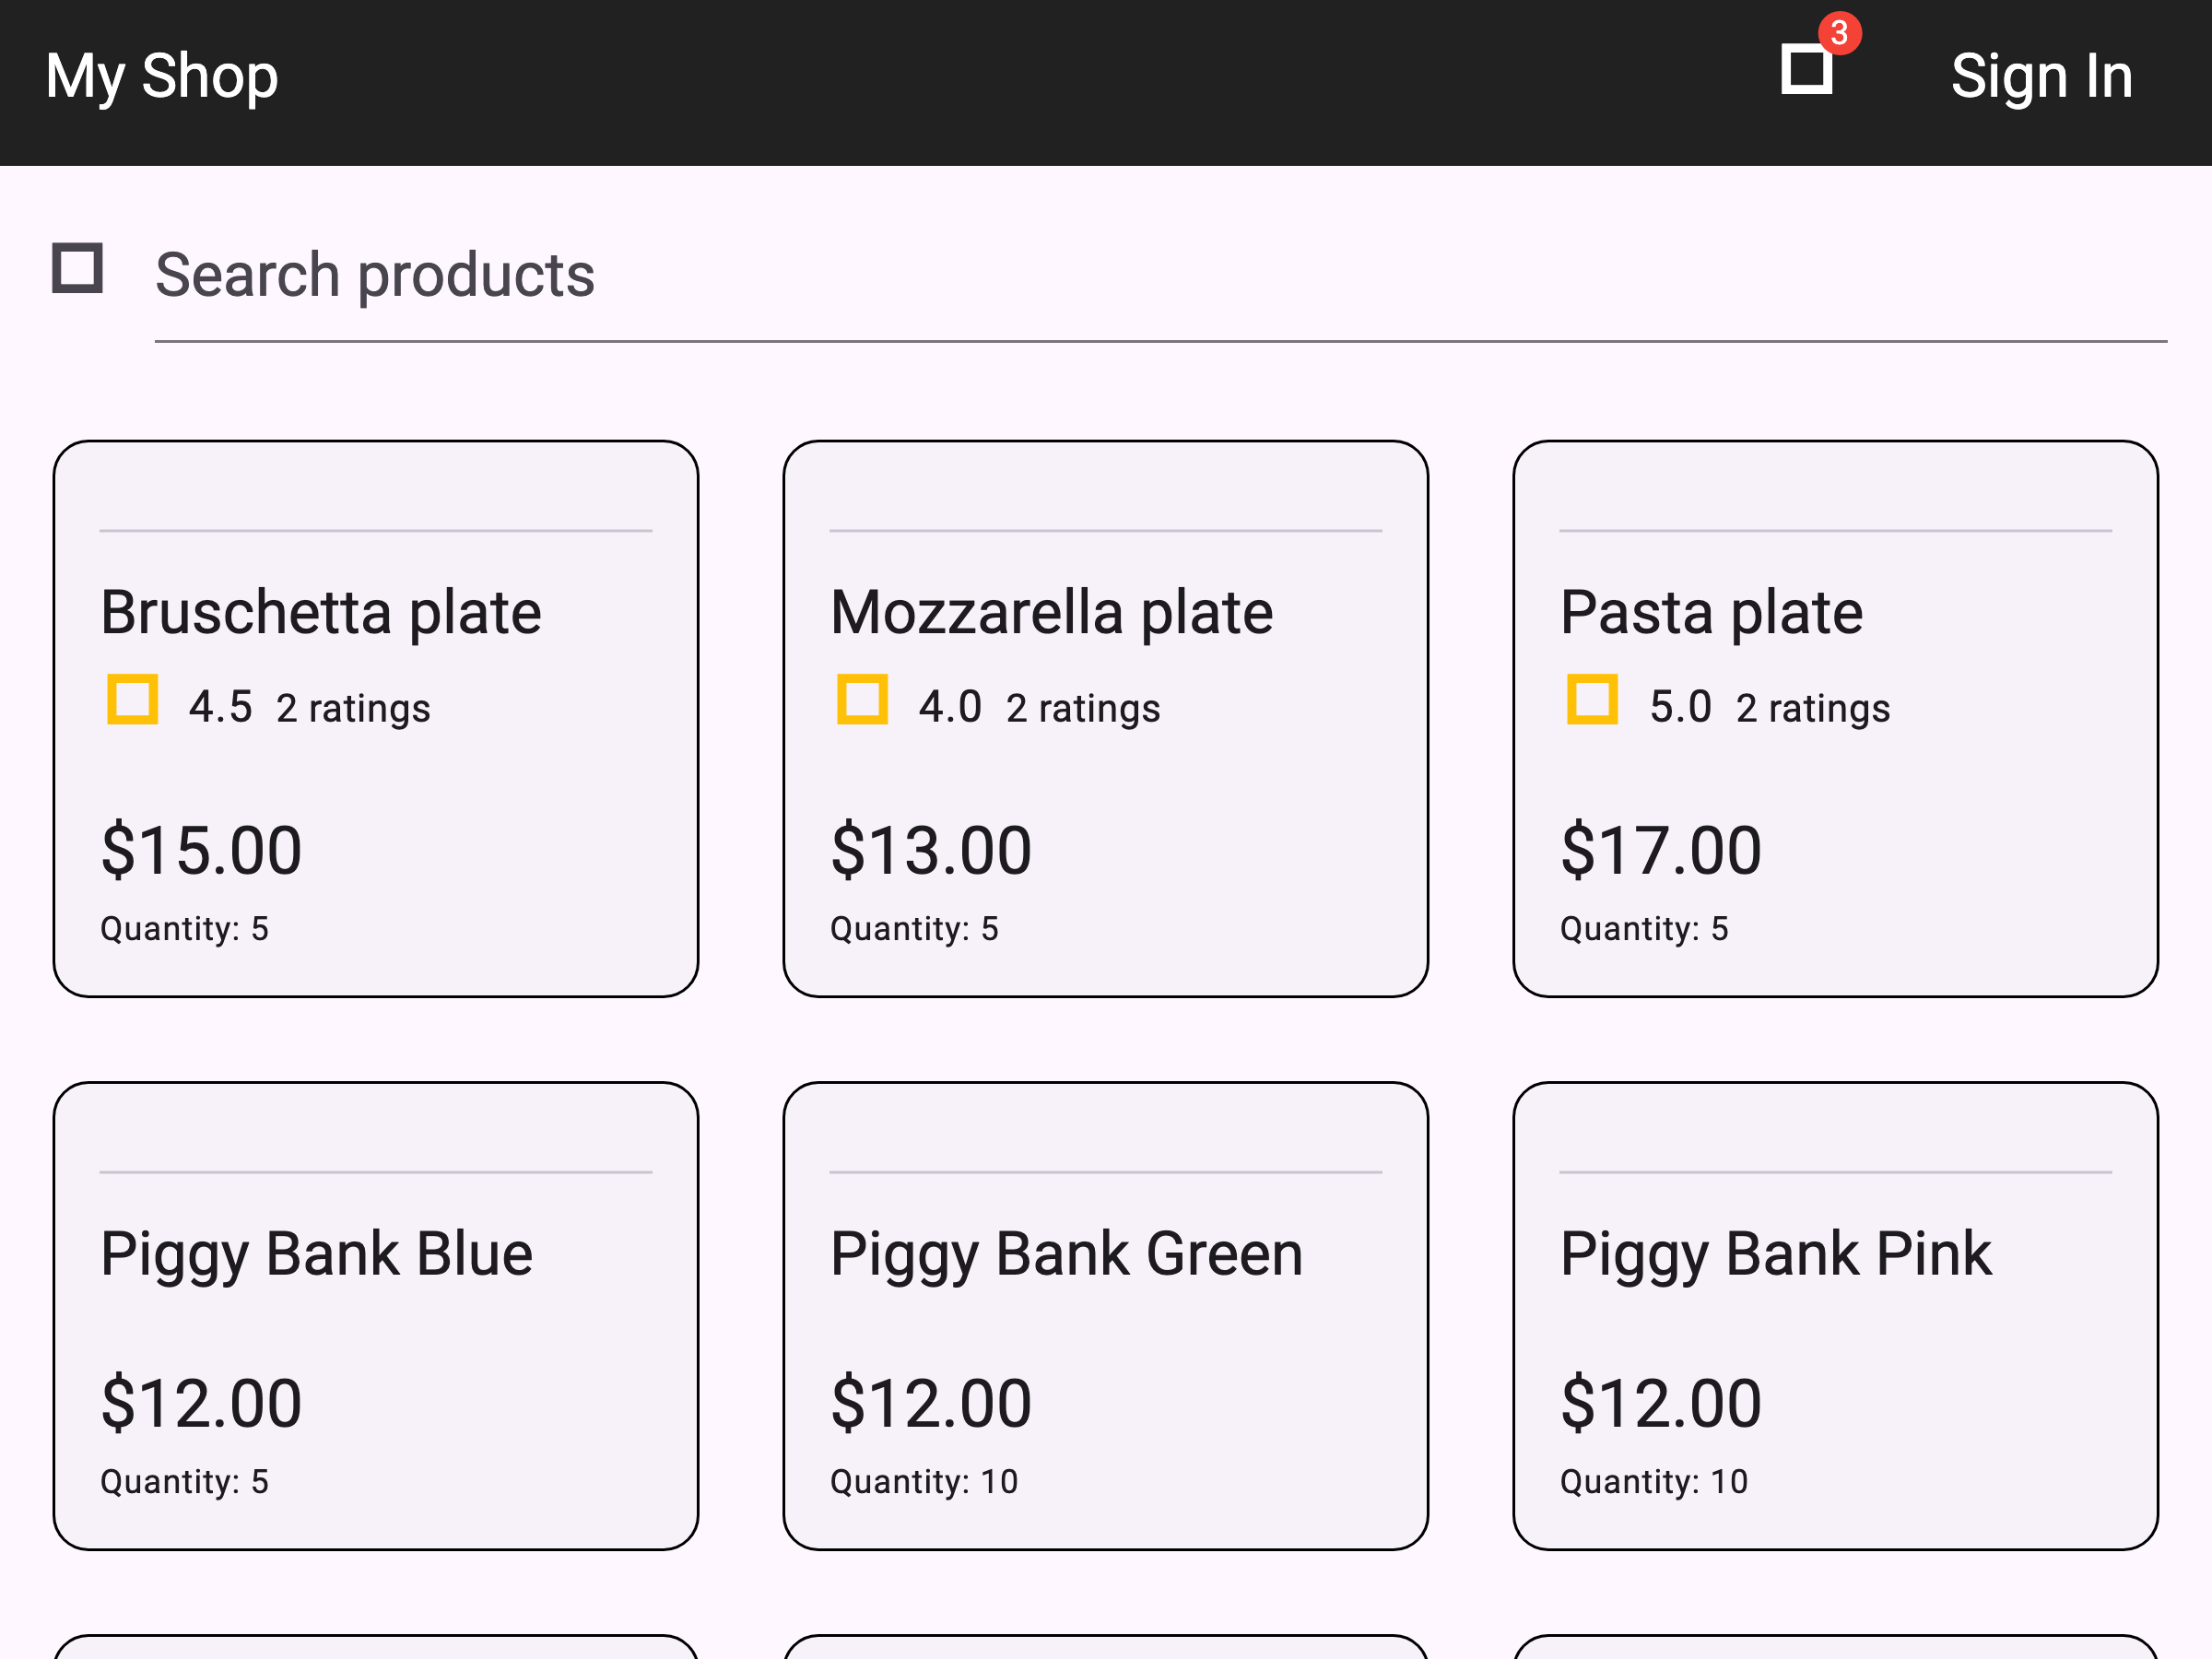 My Shop
3
Sign In
Search products
Bruschetta plate
4.5 2 ratings
$15.00
Quantity: 5
Mozzarella plate
4.0 2 ratings
$13.00
Quantity: 5
Pasta plate
5.0 2 ratings
$17.00
Quantity: 5
Piggy Bank Blue
$12.00
Quantity: 5
Piggy Bank Green
$12.00
Quantity: 10
Piggy Bank Pink
$12.00
Quantity: 10